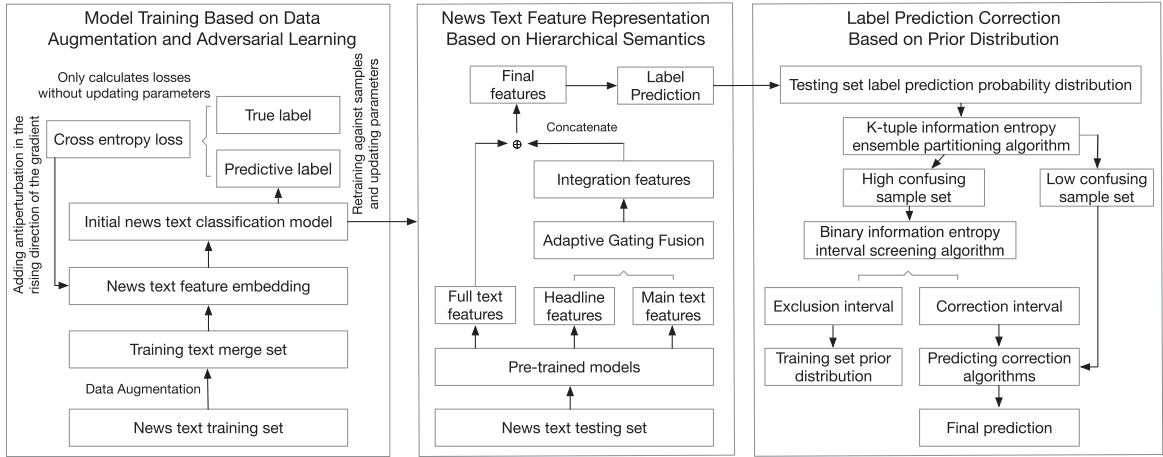 Model Training Based on Data
Augmentation and Adversarial Learning
Only calculates losses
without updating parameters
True label
Cross entropy loss
Predictive label
Initial news text classification model
News text feature embedding
Training text merge set
Data Augmentation
News text training set
Adding antiperturbation in the
rising direction of the gradient
Retraining against samples
and updating parameters
News Text Feature Representation
Based on Hierarchical Semantics
Final
features
Label
Prediction
Concatenate
⊕
Integration features
Adaptive Gating Fusion
Full text
features
Headline
features
Main text
features
Pre-trained models
News text testing set
Label Prediction Correction
Based on Prior Distribution
Testing set label prediction probability distribution
K-tuple information entropy
ensemble partitioning algorithm
High confusing
sample set
Low confusing
sample set
Binary information entropy
interval screening algorithm
Exclusion interval
Correction interval
Training set prior
distribution
Predicting correction
algorithms
Final prediction